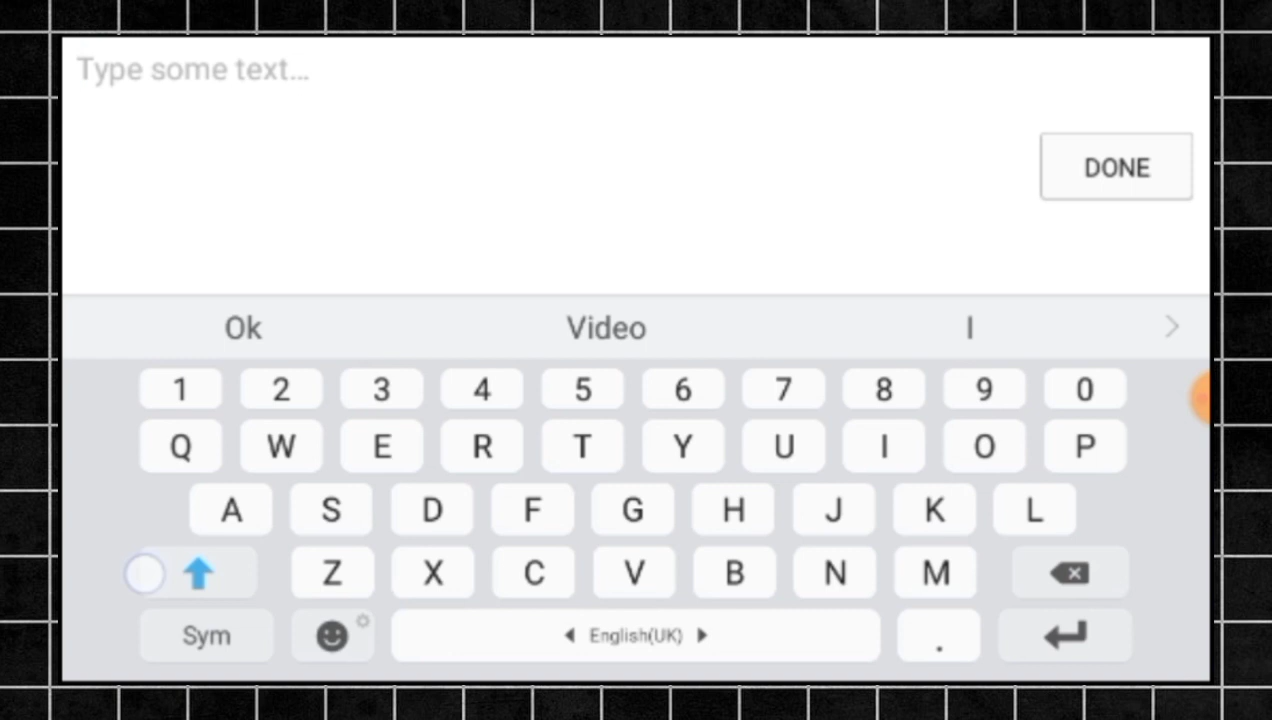 Type some text...
DONE
Ok Video I
1 2 3 4 5 6 7 8 9 0
Q W E R T Y U I O P
A S D F G H J K L
Z X C V B N M
Sym English(UK) .